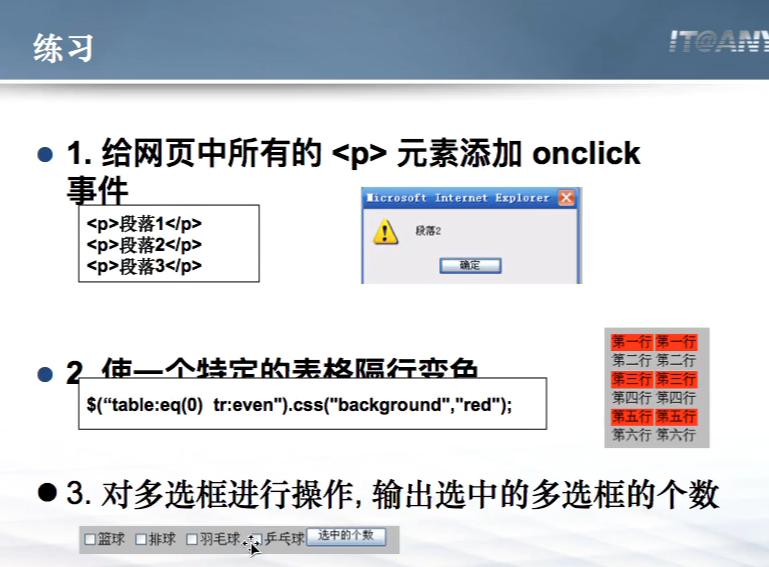 练习
IT@ANY
1. 给网页中所有的 <p> 元素添加 onclick
事件
<p>段落1</p>
<p>段落2</p>
<p>段落3</p>
Microsoft Internet Explorer
段落2
确定
2. 使一个特定的表格隔行变色
$(“table:eq(0) tr:even").css("background","red");
第一行 第一行
第二行 第二行
第三行 第三行
第四行 第四行
第五行 第五行
第六行 第六行
3. 对多选框进行操作, 输出选中的多选框的个数
篮球 排球 羽毛球 乒乓球 选中的个数